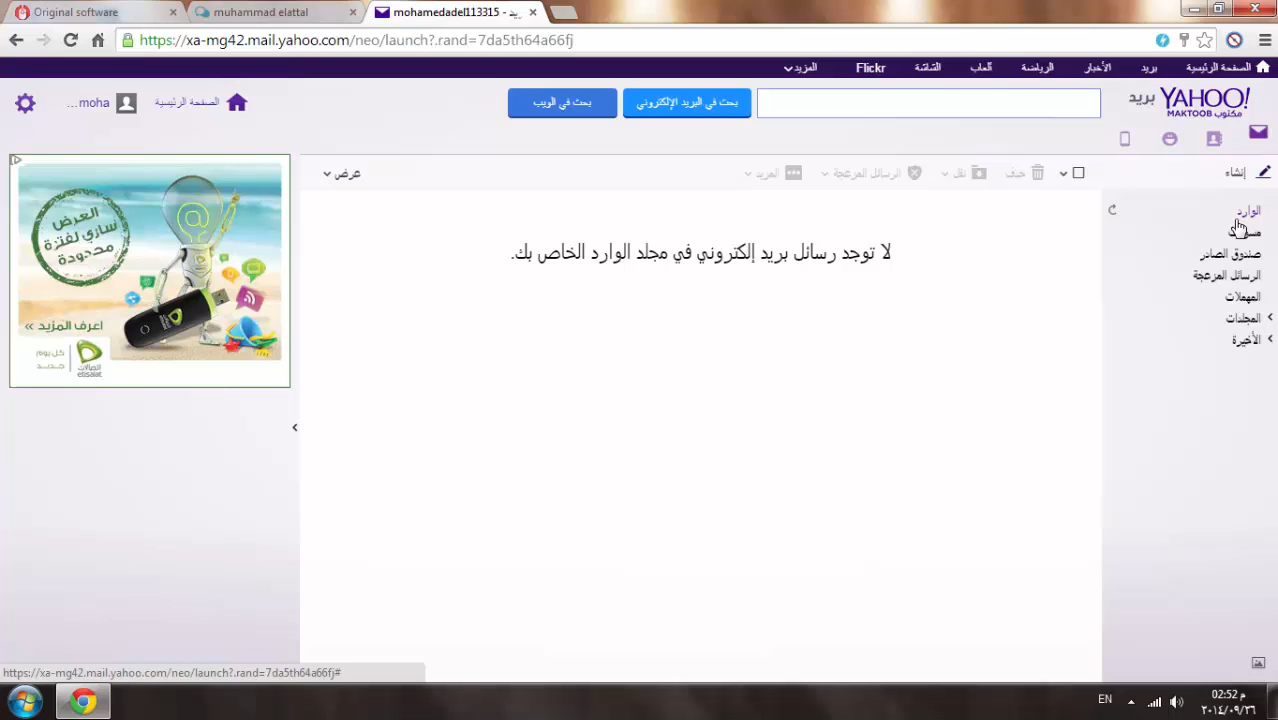 Original software
muhammad elattal
mohamedadel113315 - يد...
https://xa-mg42.mail.yahoo.com/neo/launch?.rand=7da5th64a66fj
الصفحة الرئيسية
بريد
الأخبار
الرياضة
ألعاب
الشاشة
Flickr
المزيد
YAHOO!
MAKTOOB مكتوب
بريد
بحث في البريد الإلكتروني
بحث في الويب
الصفحة الرئيسية
moha...
إنشاء
حذف
نقل
الرسائل المزعجة
المزيد
عرض
الوارد
صندوق الصادر
الرسائل المزعجة
المهملات
المجلدات
الأخيرة
لا توجد رسائل بريد إلكتروني في مجلد الوارد الخاص بك.
العرض
ساري لفترة
محدودة
اعرف المزيد »
كل يوم
جديد
اتصالات
etisalat
https://xa-mg42.mail.yahoo.com/neo/launch?.rand=7da5th64a66fj#
EN
02:52 م
٢٠١٤/٠٩/٢٦